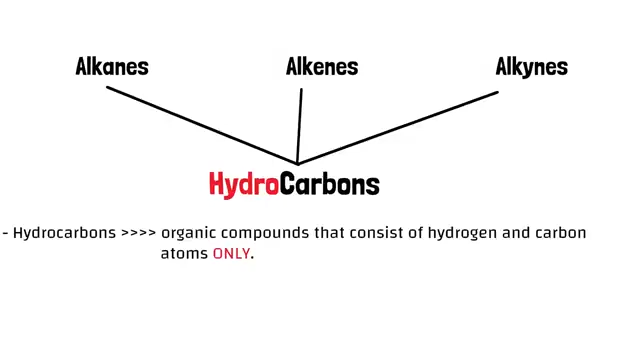 Alkanes Alkenes Alkynes
HydroCarbons
- Hydrocarbons >>>> organic compounds that consist of hydrogen and carbon
atoms ONLY.